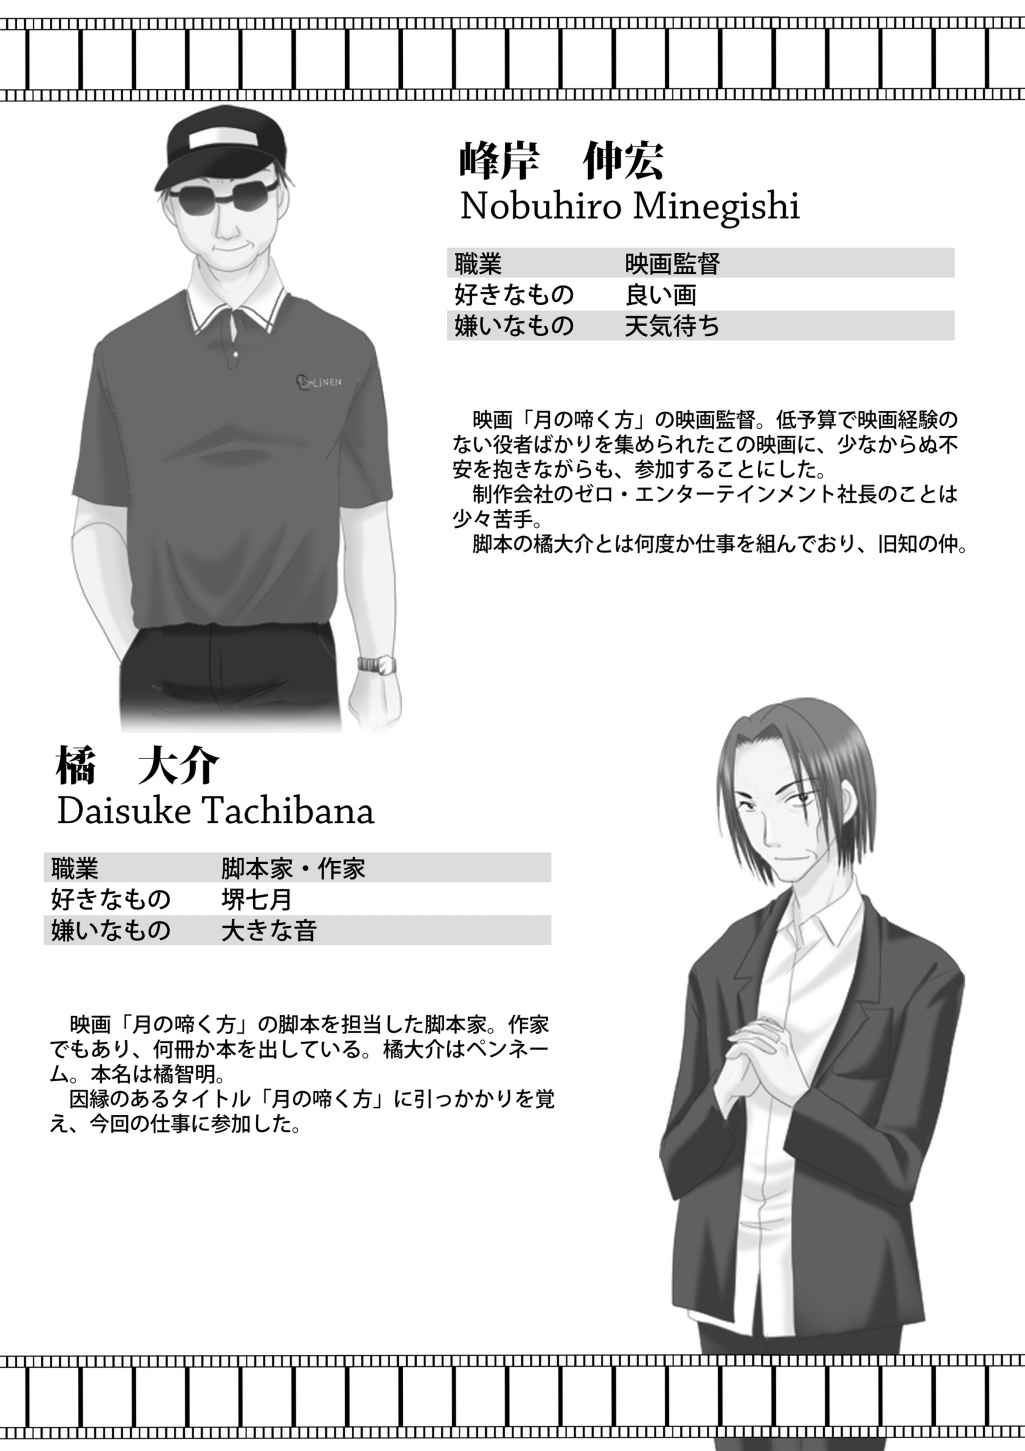 峰岸　伸宏
Nobuhiro Minegishi
職業　映画監督
好きなもの　良い画
嫌いなもの　天気待ち
映画「月の啼く方」の映画監督。低予算で映画経験の
ない役者ばかりを集められたこの映画に、少なからぬ不
安を抱きながらも、参加することにした。
制作会社のゼロ・エンターテインメント社長のことは
少々苦手。
脚本の橘大介とは何度か仕事を組んでおり、旧知の仲。
橘　大介
Daisuke Tachibana
職業　脚本家・作家
好きなもの　堺七月
嫌いなもの　大きな音
映画「月の啼く方」の脚本を担当した脚本家。作家
でもあり、何冊か本を出している。橘大介はペンネー
ム。本名は橘智明。
因縁のあるタイトル「月の啼く方」に引っかかりを覚
え、今回の仕事に参加した。